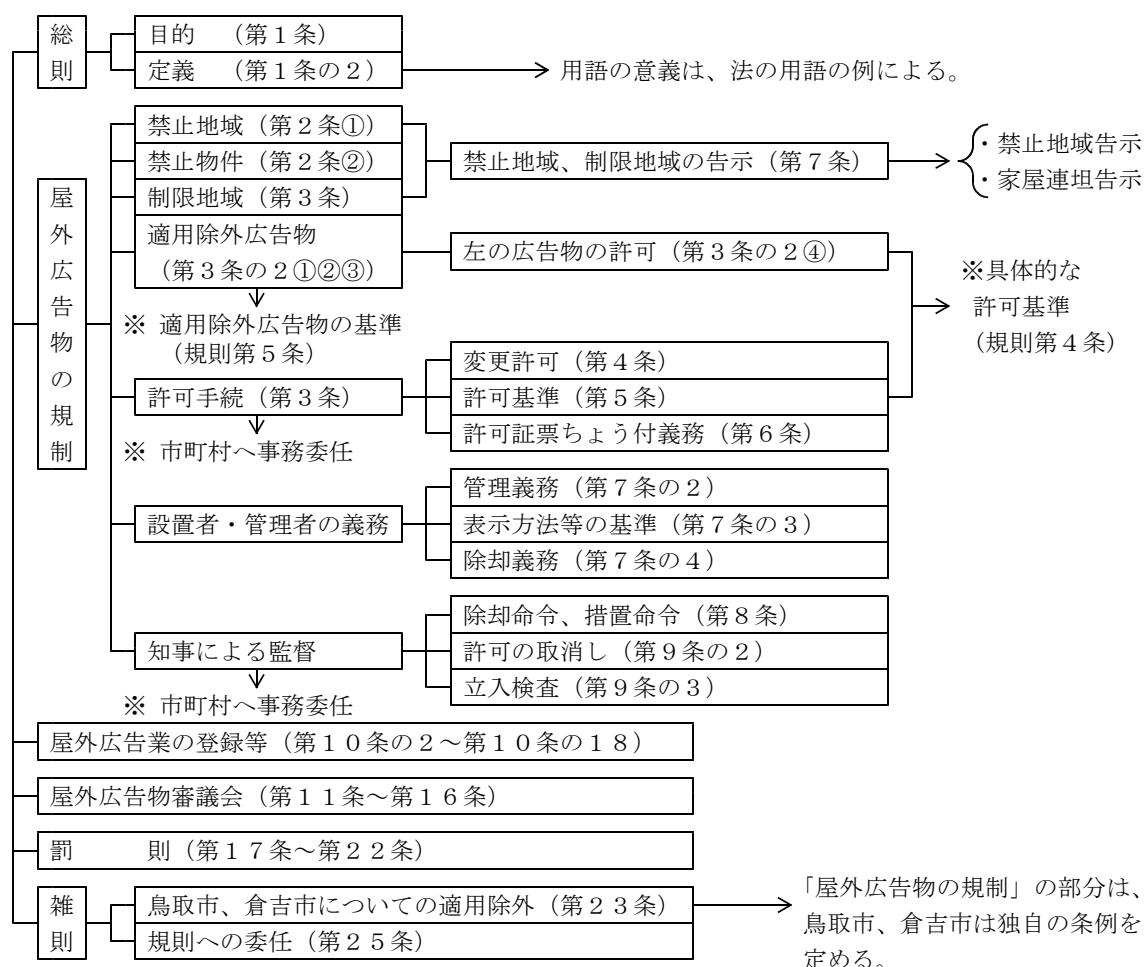 総則
目的　（第１条）
定義　（第１条の２）
用語の意義は、法の用語の例による。
屋外広告物の規制
禁止地域（第２条①）
禁止物件（第２条②）
制限地域（第３条）
禁止地域、制限地域の告示（第７条）
・禁止地域告示
・家屋連坦告示
適用除外広告物
（第３条の２①②③）
左の広告物の許可（第３条の２④）
※具体的な
許可基準
（規則第４条）
※ 適用除外広告物の基準
（規則第５条）
許可手続（第３条）
変更許可（第４条）
許可基準（第５条）
許可証票ちょう付義務（第６条）
※ 市町村へ事務委任
設置者・管理者の義務
管理義務（第７条の２）
表示方法等の基準（第７条の３）
除却義務（第７条の４）
知事による監督
除却命令、措置命令（第８条）
許可の取消し（第９条の２）
立入検査（第９条の３）
※ 市町村へ事務委任
屋外広告業の登録等（第１０条の２～第１０条の１８）
屋外広告物審議会（第１１条～第１６条）
罰　　　則（第１７条～第２２条）
雑則
鳥取市、倉吉市についての適用除外（第２３条）
規則への委任（第２５条）
「屋外広告物の規制」の部分は、
鳥取市、倉吉市は独自の条例を
定める。